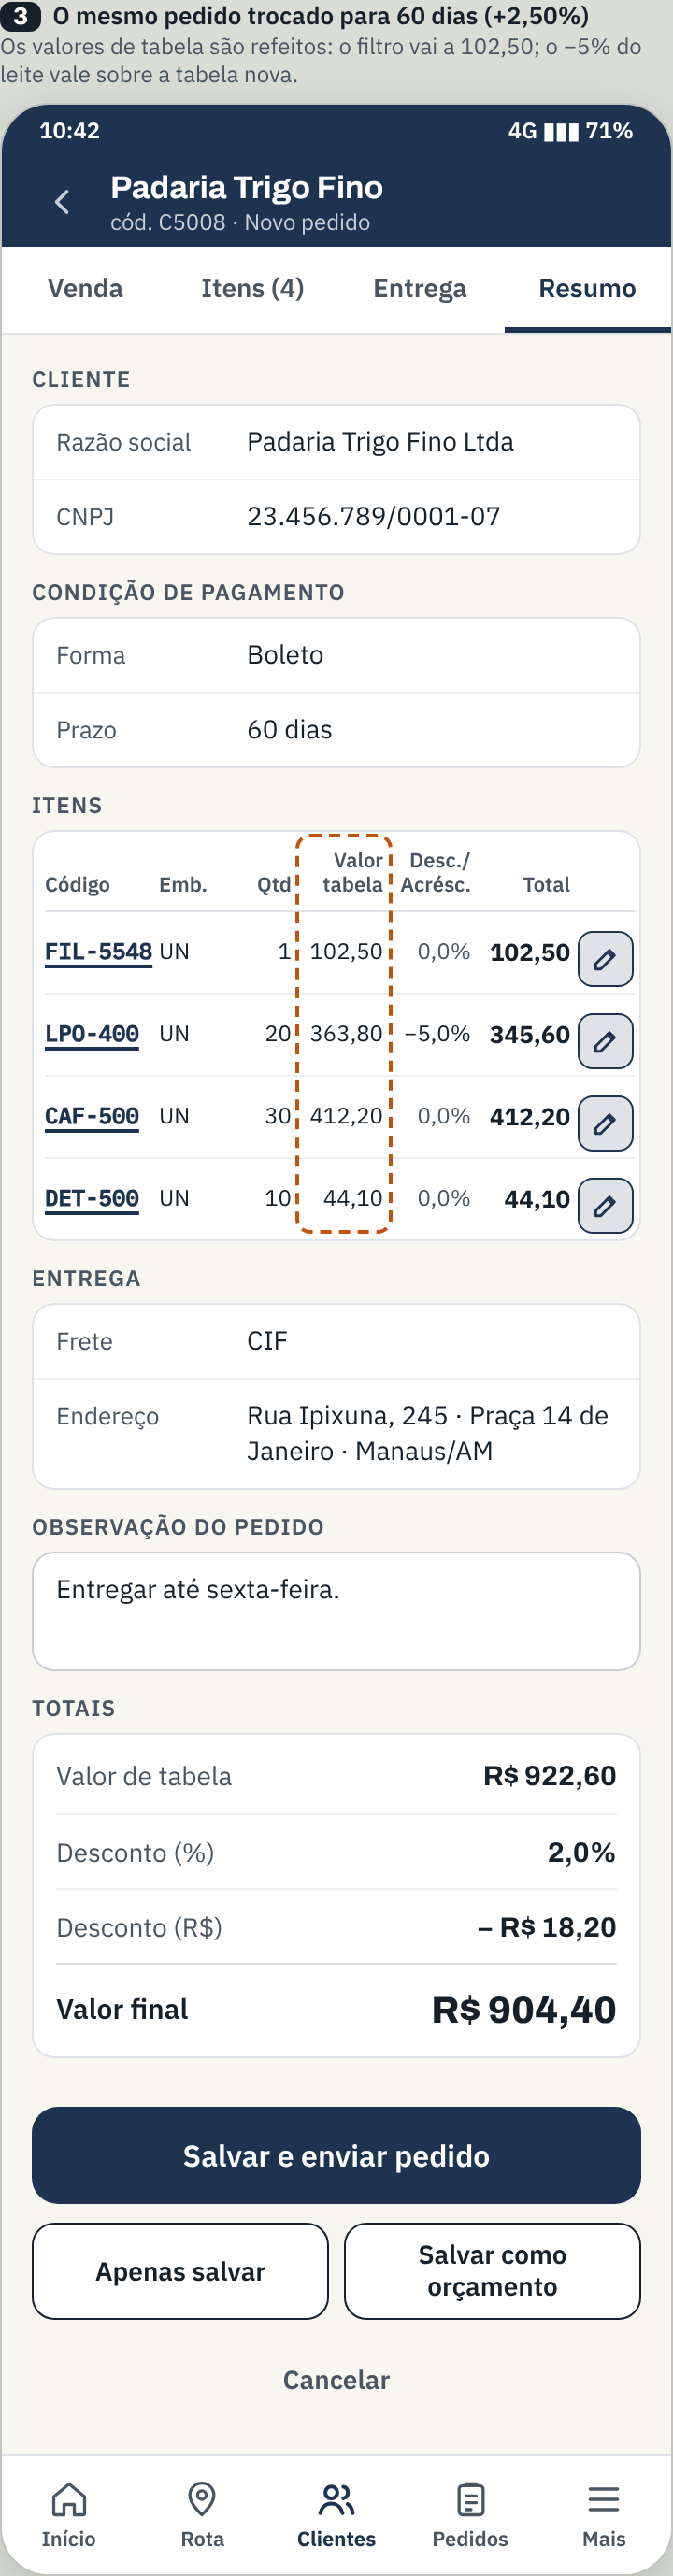 3 O mesmo pedido trocado para 60 dias (+2,50%)
Os valores de tabela são refeitos: o filtro vai a 102,50; o −5% do
leite vale sobre a tabela nova.
10:42 4G 71%
Padaria Trigo Fino
cód. C5008 · Novo pedido
Venda Itens (4) Entrega Resumo
CLIENTE
Razão social Padaria Trigo Fino Ltda
CNPJ 23.456.789/0001-07
CONDIÇÃO DE PAGAMENTO
Forma Boleto
Prazo 60 dias
ITENS
Valor Desc./
Código Emb. Qtd tabela Acrésc. Total
FIL-5548 UN 1 102,50 0,0% 102,50
LPO-400 UN 20 363,80 −5,0% 345,60
CAF-500 UN 30 412,20 0,0% 412,20
DET-500 UN 10 44,10 0,0% 44,10
ENTREGA
Frete CIF
Endereço Rua Ipixuna, 245 · Praça 14 de
Janeiro · Manaus/AM
OBSERVAÇÃO DO PEDIDO
Entregar até sexta-feira.
TOTAIS
Valor de tabela R$ 922,60
Desconto (%) 2,0%
Desconto (R$) – R$ 18,20
Valor final R$ 904,40
Salvar e enviar pedido
Apenas salvar
Salvar como
orçamento
Cancelar
Início Rota Clientes Pedidos Mais